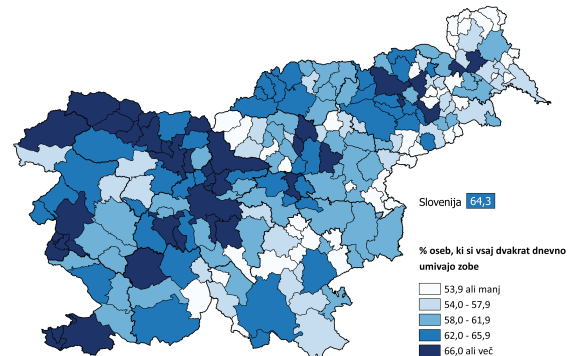 Slovenija 64,3
% oseb, ki si vsaj dvakrat dnevno
umivajo zobe
53,9 ali manj
54,0 - 57,9
58,0 - 61,9
62,0 - 65,9
66,0 ali več